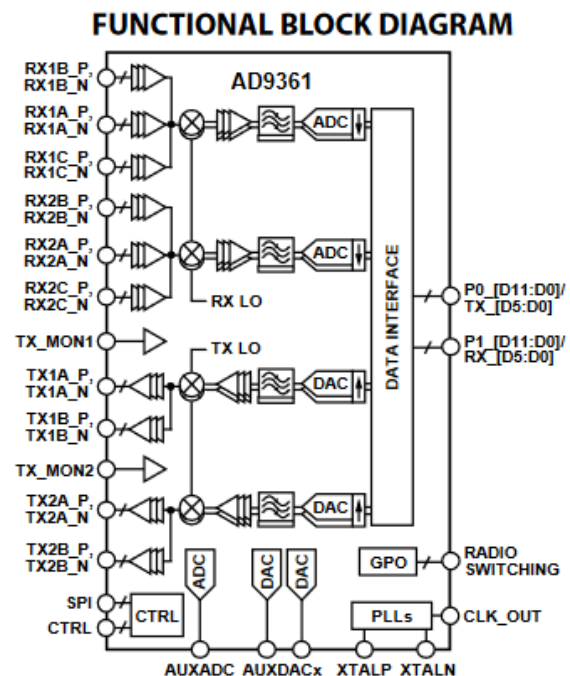 FUNCTIONAL BLOCK DIAGRAM
AD9361
RX1B_P,
RX1B_N
RX1A_P,
RX1A_N
RX1C_P,
RX1C_N
RX2B_P,
RX2B_N
RX2A_P,
RX2A_N
RX2C_P,
RX2C_N
ADC
ADC
RX LO
TX_MON1
TX LO
TX1A_P,
TX1A_N
TX1B_P,
TX1B_N
DAC
TX_MON2
TX2A_P,
TX2A_N
TX2B_P,
TX2B_N
DAC
DATA INTERFACE
P0_[D11:D0]/
TX_[D5:D0]
P1_[D11:D0]/
RX_[D5:D0]
GPO
RADIO
SWITCHING
SPI
CTRL
CTRL
ADC
DAC
DAC
PLLs
CLK_OUT
AUXADC
AUXDACx
XTALP
XTALN